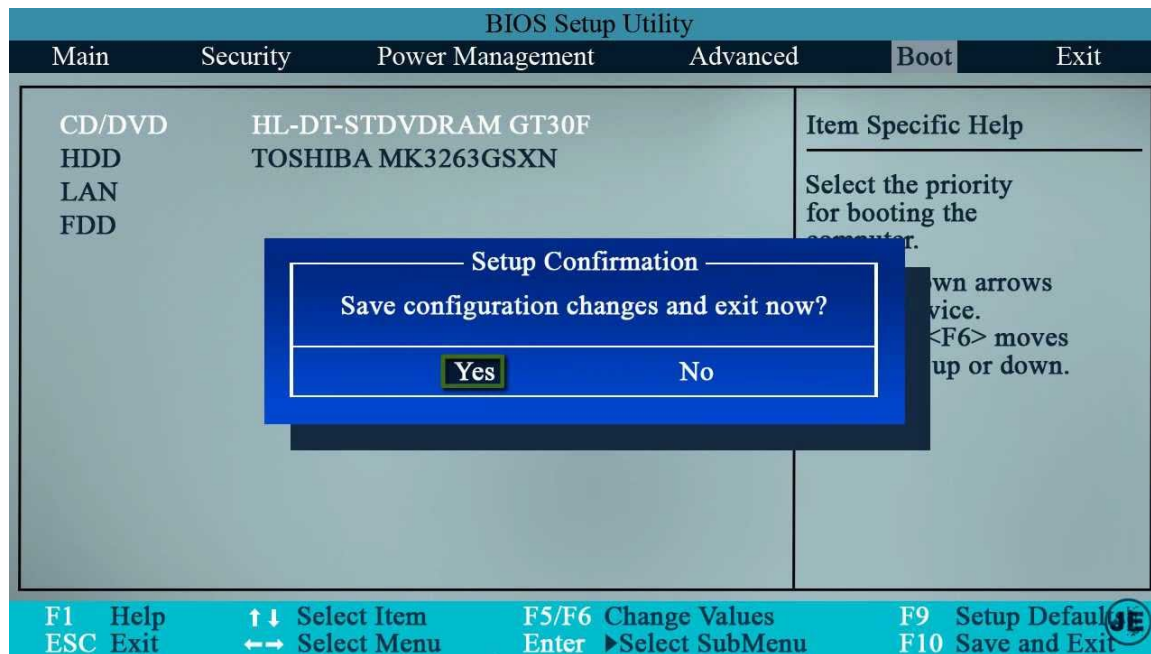 BIOS Setup Utility
Main Security Power Management Advanced Boot Exit
CD/DVD HL-DT-STDVDRAM GT30F
HDD TOSHIBA MK3263GSXN
LAN
FDD
Item Specific Help
Select the priority
for booting the
computer.
wn arrows
vice.
<F6> moves
up or down.
Setup Confirmation
Save configuration changes and exit now?
Yes No
F1 Help ↑↓ Select Item F5/F6 Change Values F9 Setup Defaul
ESC Exit ←→ Select Menu Enter ▶Select SubMenu F10 Save and Exit
JE